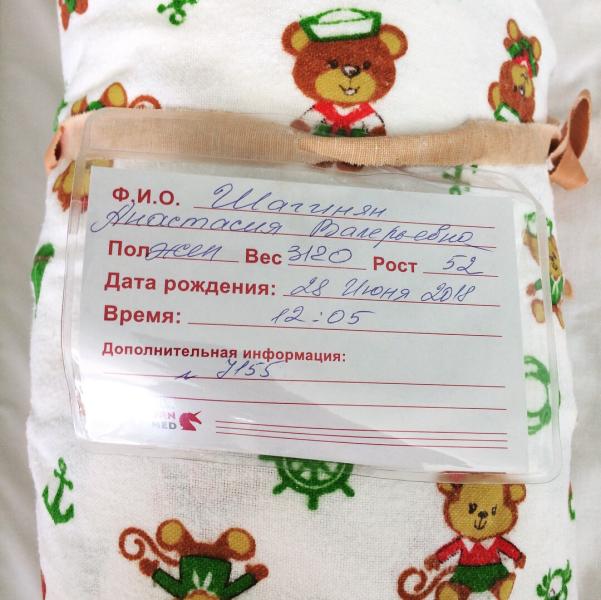 Ф.И.О. Шагинян
Анастасия Валерьевна
Пол жен Вес 3120 Рост 52
Дата рождения: 28 Июня 2018
Время: 12:05
Дополнительная информация:
7155
MED